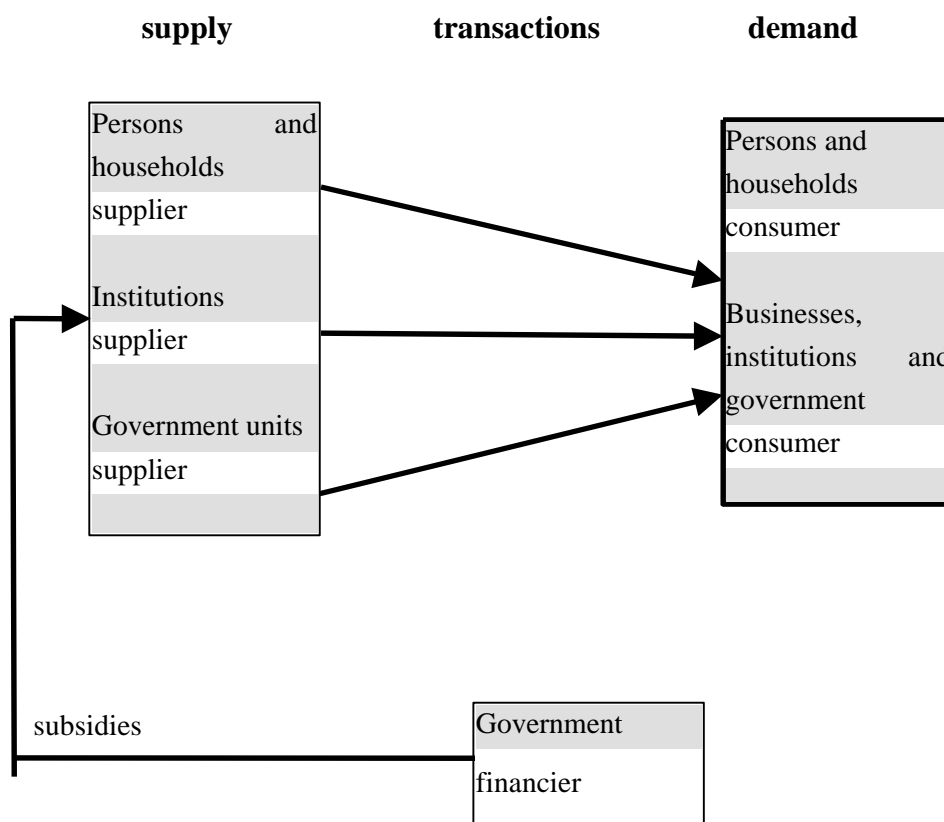 supply transactions demand
Persons and
households
supplier
Institutions
supplier
Government units
supplier
Persons and
households
consumer
Businesses,
institutions and
government
consumer
subsidies
Government
financier